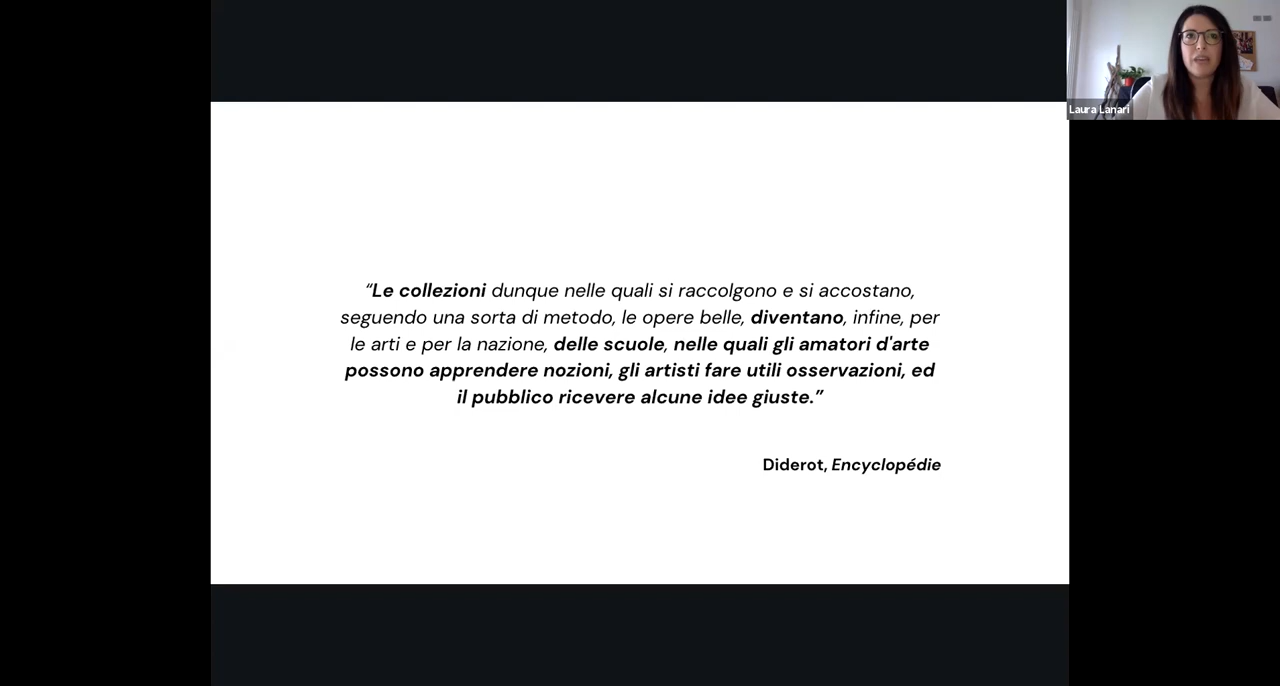 Laura Lanari
“Le collezioni dunque nelle quali si raccolgono e si accostano,
seguendo una sorta di metodo, le opere belle, diventano, infine, per
le arti e per la nazione, delle scuole, nelle quali gli amatori d'arte
possono apprendere nozioni, gli artisti fare utili osservazioni, ed
il pubblico ricevere alcune idee giuste.”
Diderot, Encyclopédie